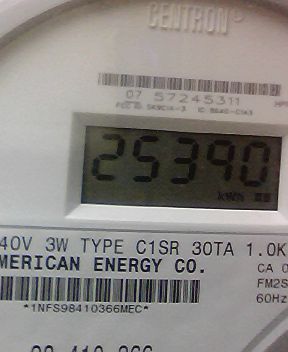 CENTRON®
07 57245311
25390
kWh
40V 3W TYPE C1SR 30TA 1.0K
MERICAN ENERGY CO.
CA 0
FM2S
60Hz
*1NFS98410366MEC*